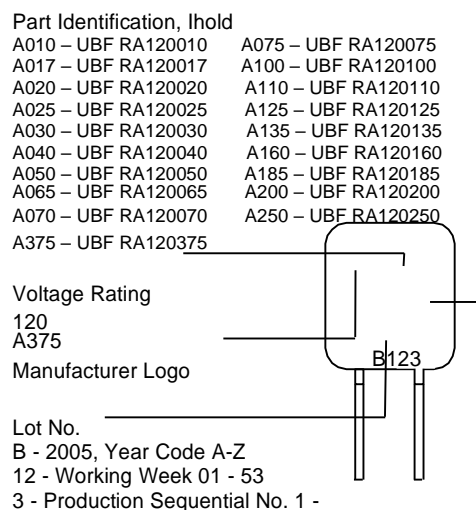 Part Identification, Ihold
A010 – UBF RA120010 A075 – UBF RA120075
A017 – UBF RA120017 A100 – UBF RA120100
A020 – UBF RA120020 A110 – UBF RA120110
A025 – UBF RA120025 A125 – UBF RA120125
A030 – UBF RA120030 A135 – UBF RA120135
A040 – UBF RA120040 A160 – UBF RA120160
A050 – UBF RA120050 A185 – UBF RA120185
A065 – UBF RA120065 A200 – UBF RA120200
A070 – UBF RA120070 A250 – UBF RA120250
A375 – UBF RA120375
Voltage Rating
120
A375
B123
Manufacturer Logo
Lot No.
B - 2005, Year Code A-Z
12 - Working Week 01 - 53
3 - Production Sequential No. 1 -